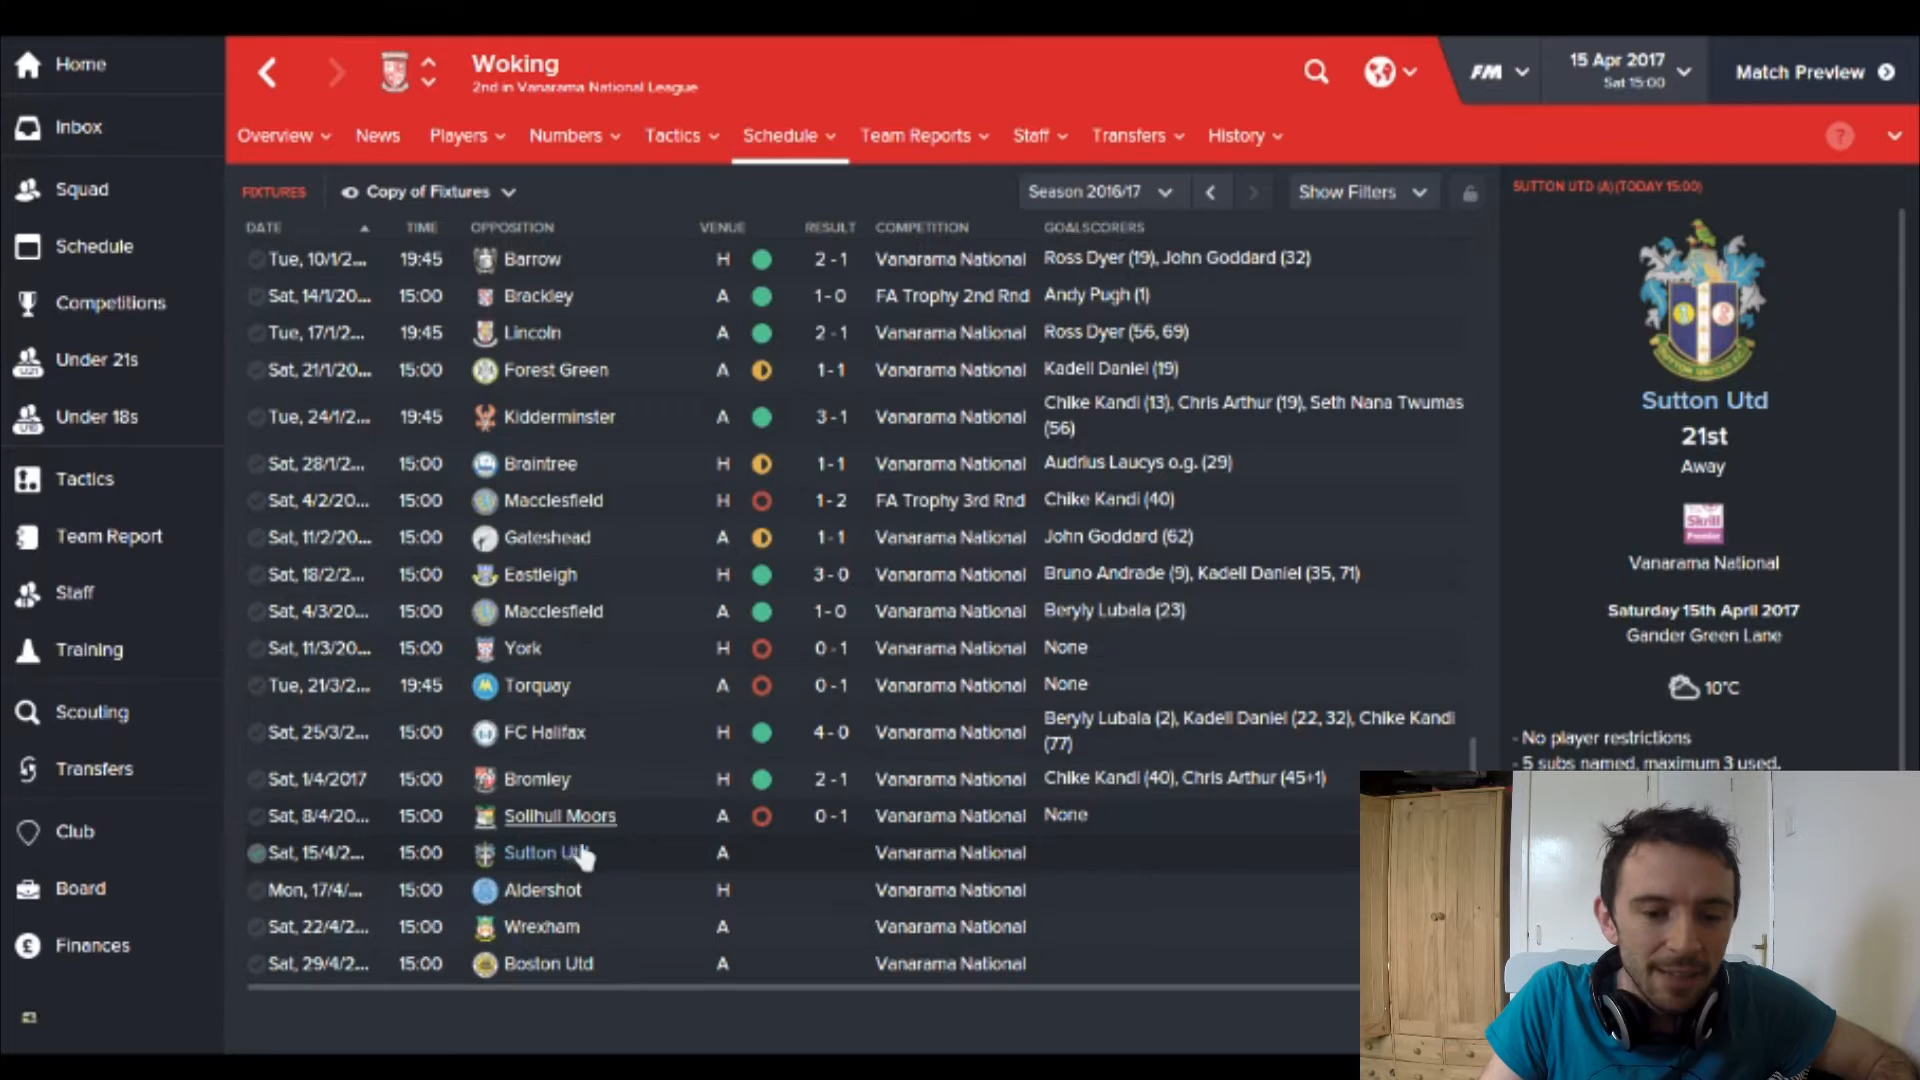 Home
Inbox
Squad
Schedule
Competitions
Under 21s
Under 18s
Tactics
Team Report
Staff
Training
Scouting
Transfers
Club
Board
Finances
Woking
2nd in Vanarama National League
FM
15 Apr 2017
Sat 15:00
Match Preview
Overview News Players Numbers Tactics Schedule Team Reports Staff Transfers History ?
FIXTURES Copy of Fixtures Season 2016/17 Show Filters
DATE TIME OPPOSITION VENUE RESULT COMPETITION GOALSCORERS
Tue, 10/1/2... 19:45 Barrow H 2-1 Vanarama National Ross Dyer (19), John Goddard (32)
Sat, 14/1/20... 15:00 Brackley A 1-0 FA Trophy 2nd Rnd Andy Pugh (1)
Tue, 17/1/2... 19:45 Lincoln A 2-1 Vanarama National Ross Dyer (56, 69)
Sat, 21/1/20... 15:00 Forest Green A 1-1 Vanarama National Kadell Daniel (19)
Tue, 24/1/2... 19:45 Kidderminster A 3-1 Vanarama National Chike Kandi (13), Chris Arthur (19), Seth Nana Twumas
(56)
Sat, 28/1/2... 15:00 Braintree H 1-1 Vanarama National Audrius Laucys o.g. (29)
Sat, 4/2/20... 15:00 Macclesfield H 1-2 FA Trophy 3rd Rnd Chike Kandi (40)
Sat, 11/2/20... 15:00 Gateshead A 1-1 Vanarama National John Goddard (62)
Sat, 18/2/2... 15:00 Eastleigh H 3-0 Vanarama National Bruno Andrade (9), Kadell Daniel (35, 71)
Sat, 4/3/20... 15:00 Macclesfield A 1-0 Vanarama National Beryly Lubala (23)
Sat, 11/3/20... 15:00 York H 0-1 Vanarama National None
Tue, 21/3/2... 19:45 Torquay A 0-1 Vanarama National None
Sat, 25/3/2... 15:00 FC Halifax H 4-0 Vanarama National Beryly Lubala (2), Kadell Daniel (22, 32), Chike Kandi
(77)
Sat, 1/4/2017 15:00 Bromley H 2-1 Vanarama National Chike Kandi (40), Chris Arthur (45+1)
Sat, 8/4/20... 15:00 Solihull Moors A 0-1 Vanarama National None
Sat, 15/4/2... 15:00 Sutton A Vanarama National
Mon, 17/4/... 15:00 Aldershot H Vanarama National
Sat, 22/4/2... 15:00 Wrexham A Vanarama National
Sat, 29/4/2... 15:00 Boston Utd A Vanarama National
SUTTON UTD (A) (TODAY 15:00)
Sutton Utd
21st
Away
Skrill
Premier
Vanarama National
Saturday 15th April 2017
Gander Green Lane
10°C
- No player restrictions
- 5 subs named, maximum 3 used.